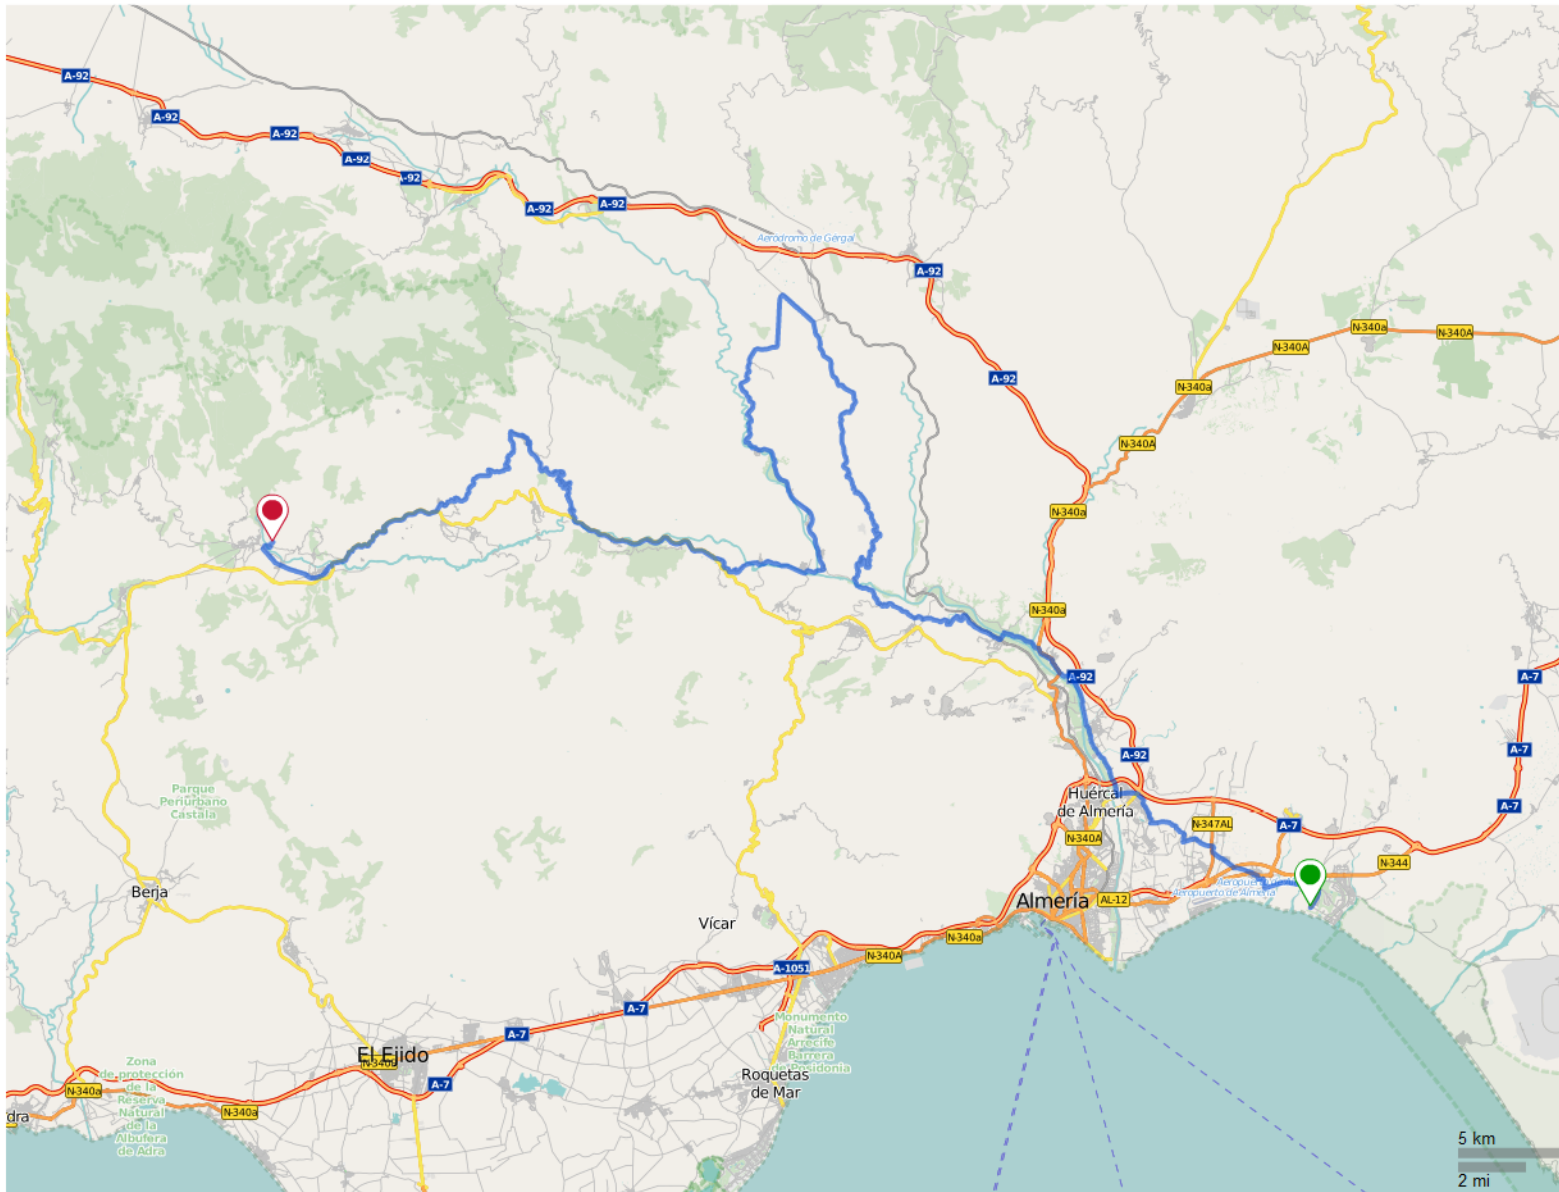 A-92
A-92
A-92
A-92
A-92
A-92
A-92
Aeródromo de Gérgal
A-92
N-340a
N-340A
N-340A
A-92
N-340a
N-340A
N-340a
N-340a
A-92
A-7
A-7
A-92
Parque
Periurbano
Castala
Huércal
de Almería
A-7
N-347AL
A-7
N-340A
N-344
Berja
Almería
AL-12
Aeropuerto de Almería
Vícar
N-340a
N-340A
A-1051
A-7
Monumento
Natural
Arrecife
Barrera
de Posidonia
A-7
El Ejido
Zona
de protección
de la
Reserva
Natural
de la
Albufera
de Adra
A-7
Roquetas
de Mar
N-340a
N-340a
dra
5 km
2 mi